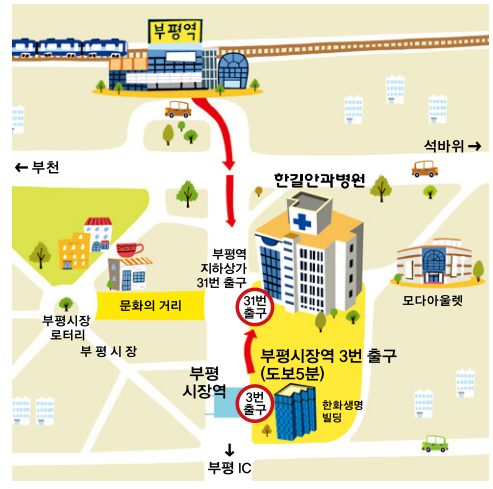 부평역
석바위 →
← 부천
한길안과병원
부평역
지하상가
31번 출구
31번
출구
모다아울렛
문화의 거리
부평시장
로터리
부평시장
부평시장역 3번 출구
(도보5분)
부평
시장역
3번
출구
한화생명
빌딩
↓
부평 IC